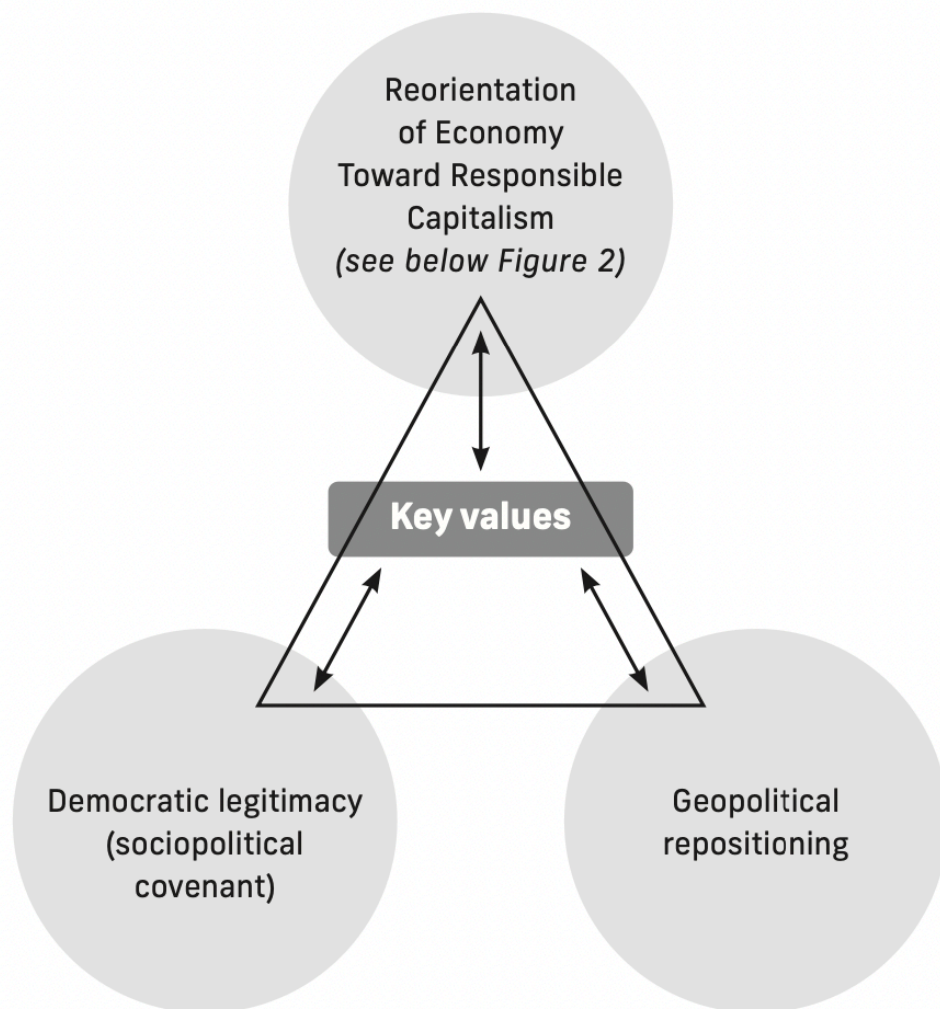 Reorientation
of Economy
Toward Responsible
Capitalism
(see below Figure 2)
Key values
Democratic legitimacy
(sociopolitical
covenant)
Geopolitical
repositioning